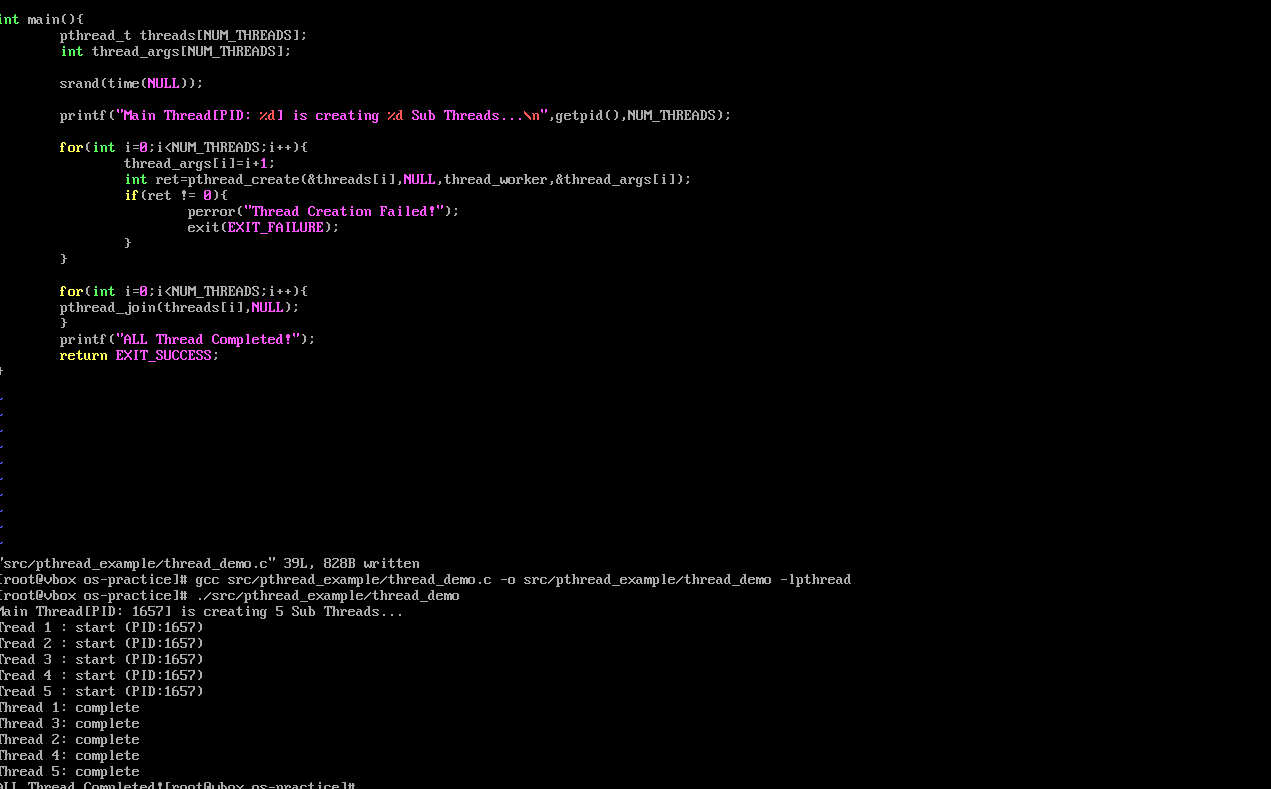 int main(){
pthread_t threads[NUM_THREADS];
int thread_args[NUM_THREADS];
srand(time(NULL));
printf("Main Thread[PID: %d] is creating %d Sub Threads...\n",getpid(),NUM_THREADS);
for(int i=0;i<NUM_THREADS;i++){
thread_args[i]=i+1;
int ret=pthread_create(&threads[i],NULL,thread_worker,&thread_args[i]);
if(ret != 0){
perror("Thread Creation Failed!");
exit(EXIT_FAILURE);
}
}
for(int i=0;i<NUM_THREADS;i++){
pthread_join(threads[i],NULL);
}
printf("ALL Thread Completed!");
return EXIT_SUCCESS;
}
~
~
~
~
~
~
~
~
~
~
"src/pthread_example/thread_demo.c" 39L, 828B written
[root@vbox os-practice]# gcc src/pthread_example/thread_demo.c -o src/pthread_example/thread_demo -lpthread
[root@vbox os-practice]# ./src/pthread_example/thread_demo
Main Thread[PID: 1657] is creating 5 Sub Threads...
Tread 1 : start (PID:1657)
Tread 2 : start (PID:1657)
Tread 3 : start (PID:1657)
Tread 4 : start (PID:1657)
Tread 5 : start (PID:1657)
Thread 1: complete
Thread 3: complete
Thread 2: complete
Thread 4: complete
Thread 5: complete
ALL Thread Completed![root@vbox os-practice]#